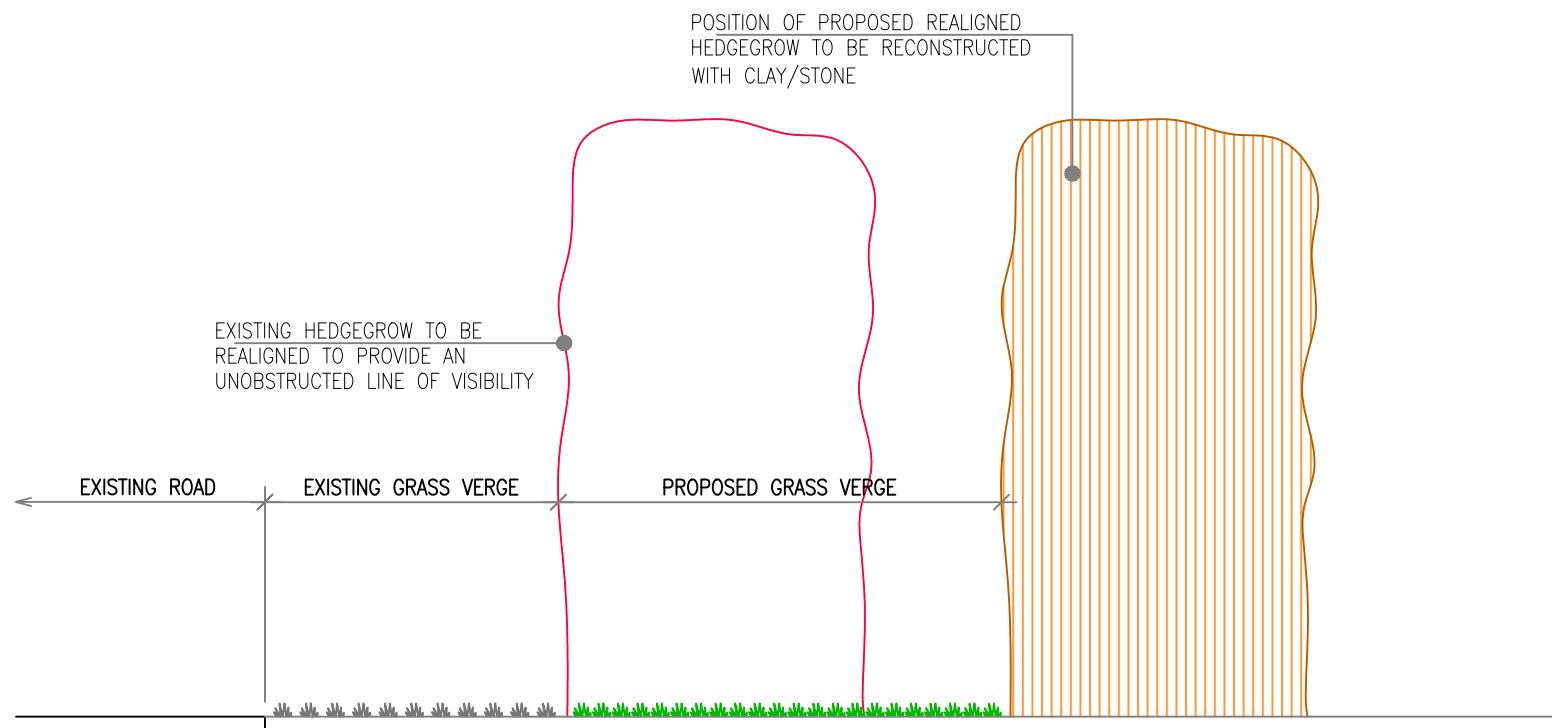 POSITION OF PROPOSED REALIGNED
HEDGEGROW TO BE RECONSTRUCTED
WITH CLAY/STONE
EXISTING HEDGEGROW TO BE
REALIGNED TO PROVIDE AN
UNOBSTRUCTED LINE OF VISIBILITY
EXISTING ROAD
EXISTING GRASS VERGE
PROPOSED GRASS VERGE